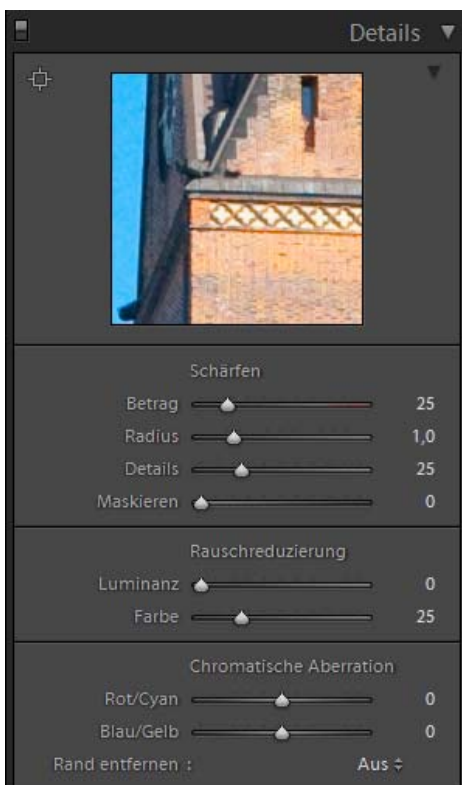 Details
Schärfen
Betrag 25
Radius 1,0
Details 25
Maskieren 0
Rauschreduzierung
Luminanz 0
Farbe 25
Chromatische Aberration
Rot/Cyan 0
Blau/Gelb 0
Rand entfernen : Aus